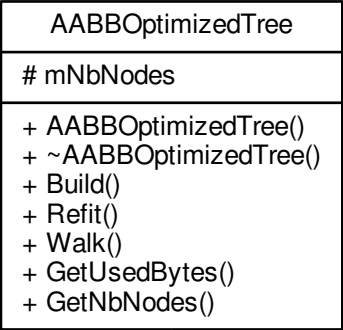 AABBOptimizedTree
# mNbNodes
+ AABBOptimizedTree()
+ ~AABBOptimizedTree()
+ Build()
+ Refit()
+ Walk()
+ GetUsedBytes()
+ GetNbNodes()